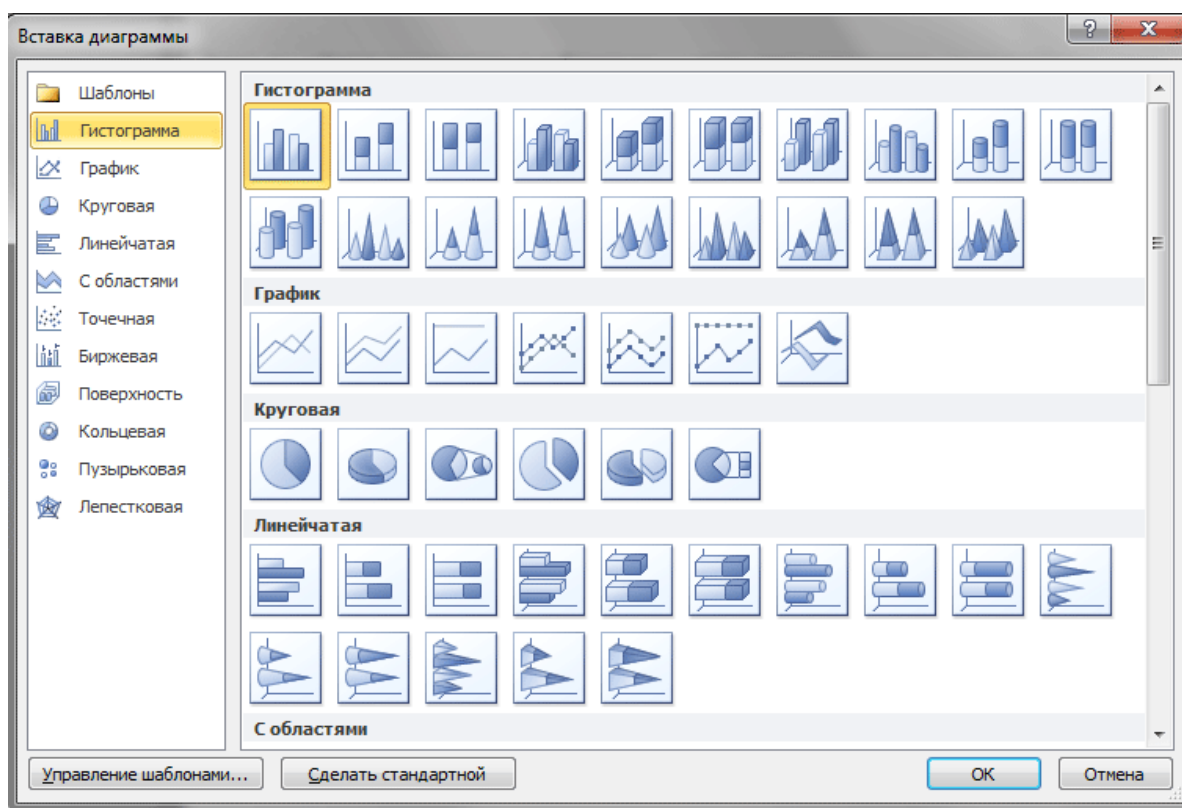 Вставка диаграммы
Шаблоны
Гистограмма
График
Круговая
Линейчатая
С областями
Точечная
Биржевая
Поверхность
Кольцевая
Пузырьковая
Лепестковая
Гистограмма
График
Круговая
Линейчатая
С областями
Управление шаблонами...
Сделать стандартной
ОК
Отмена